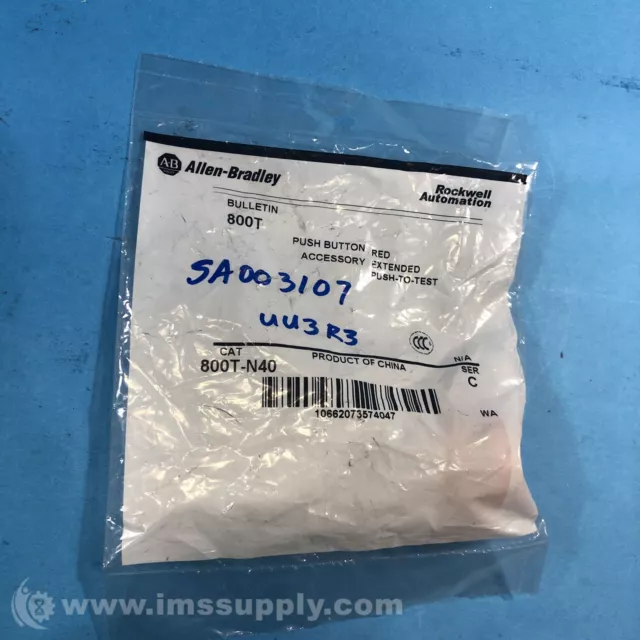 AB Allen-Bradley
Rockwell
Automation
BULLETIN
800T
PUSH BUTTON RED
ACCESSORY EXTENDED
PUSH-TO-TEST
SA003107
UU3R3
CCC
CAT
800T-N40
PRODUCT OF CHINA
N/A
SER
C
10662073574047
WA
www.imssupply.com